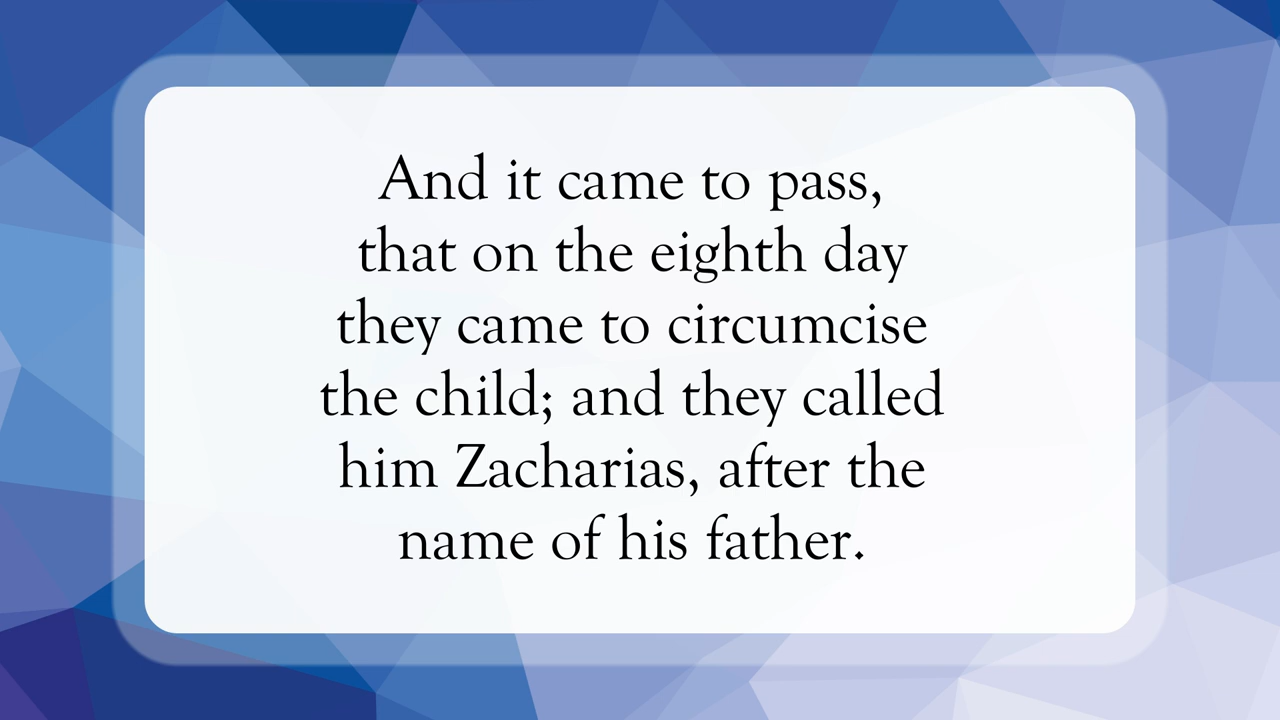 And it came to pass,
that on the eighth day
they came to circumcise
the child; and they called
him Zacharias, after the
name of his father.